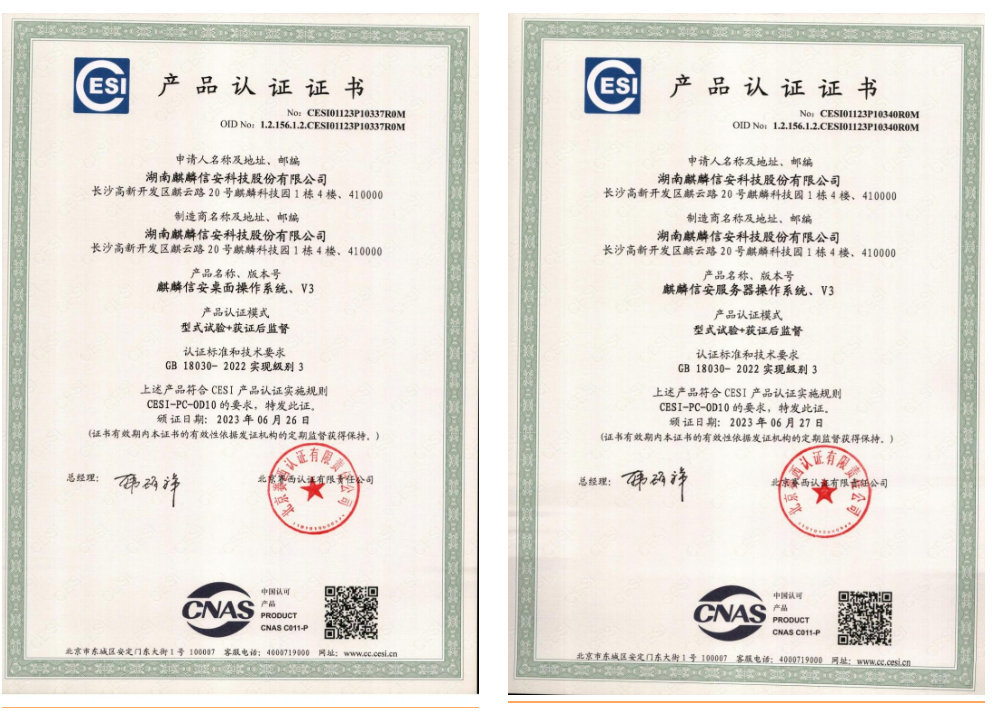 CESI
产品认证证书
No: CESI01123P10337R0M
OID No: 1.2.156.1.2.CESI01123P10337R0M
申请人名称及地址、邮编
湖南麒麟信安科技股份有限公司
长沙高新开发区麒云路 20 号麒麟科技园 1 栋 4 楼、410000
制造商名称及地址、邮编
湖南麒麟信安科技股份有限公司
长沙高新开发区麒云路 20 号麒麟科技园 1 栋 4 楼、410000
产品名称、版本号
麒麟信安桌面操作系统、V3
产品认证模式
型式试验+获证后监督
认证标准和技术要求
GB 18030- 2022 实现级别 3
上述产品符合 CESI 产品认证实施规则
CESI-PC-OD10 的要求，特发此证。
颁证日期: 2023 年 06 月 26 日
(证书有效期内本证书的有效性依据发证机构的定期监督获得保持。)
总经理:
北京赛西认证有限责任公司
北京赛西认证有限责任公司
CNAS
中国认可
产品
PRODUCT
CNAS C011-P
北京市东城区安定门东大街 1 号 100007 客服电话: 4000719000 网址: www.cc.cesi.cn
CESI
产品认证证书
No: CESI01123P10340R0M
OID No: 1.2.156.1.2.CESI01123P10340R0M
申请人名称及地址、邮编
湖南麒麟信安科技股份有限公司
长沙高新开发区麒云路 20 号麒麟科技园 1 栋 4 楼、410000
制造商名称及地址、邮编
湖南麒麟信安科技股份有限公司
长沙高新开发区麒云路 20 号麒麟科技园 1 栋 4 楼、410000
产品名称、版本号
麒麟信安服务器操作系统、V3
产品认证模式
型式试验+获证后监督
认证标准和技术要求
GB 18030- 2022 实现级别 3
上述产品符合 CESI 产品认证实施规则
CESI-PC-OD10 的要求，特发此证。
颁证日期: 2023 年 06 月 27 日
(证书有效期内本证书的有效性依据发证机构的定期监督获得保持。)
总经理:
北京赛西认证有限责任公司
北京赛西认证有限责任公司
CNAS
中国认可
产品
PRODUCT
CNAS C011-P
北京市东城区安定门东大街 1 号 100007 客服电话: 4000719000 网址: www.cc.cesi.cn